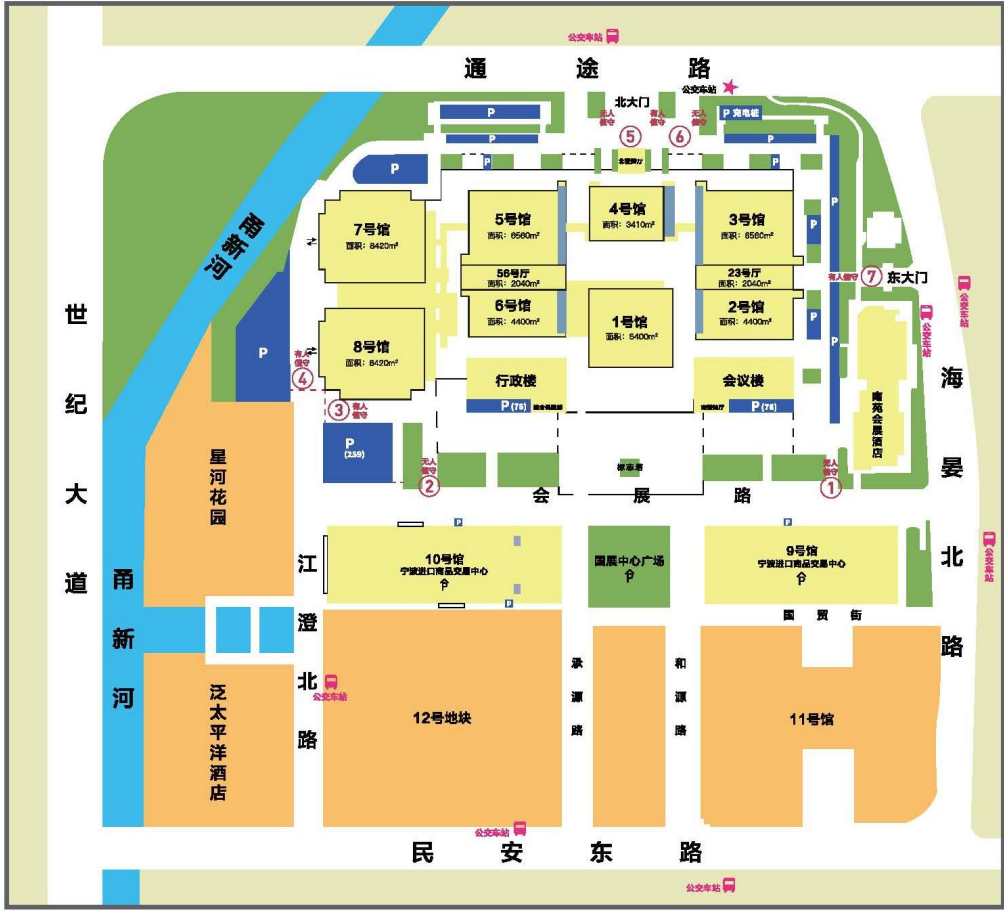 公交车站
通途路
公交车站
北大门
无人值守
有人值守
无人值守
⑤
⑥
P
P
P 充电桩
P
P
P
P
P
甬新河
7号馆
面积：8420m²
5号馆
面积：6560m²
4号馆
面积：3410m²
3号馆
面积：6560m²
P
P
56号厅
面积：2040m²
23号厅
面积：2040m²
有人值守
⑦
东大门
公交车站
公交车站
世纪大道
P
8号馆
面积：8420m²
6号馆
面积：4400m²
1号馆
面积：5400m²
2号馆
面积：4400m²
P
有人值守
④
③
有人值守
行政楼
会议楼
P(76)
P(76)
南苑会展酒店
海晏北路
P
(259)
无人值守
②
标志塔
无人值守
①
会展路
星河花园
P
P
10号馆
宁波进口商品交易中心
国展中心广场
9号馆
宁波进口商品交易中心
公交车站
P
江澄北路
国贸街
甬新河
承源路
和源路
公交车站
泛太平洋酒店
12号地块
11号馆
公交车站
民安东路
公交车站